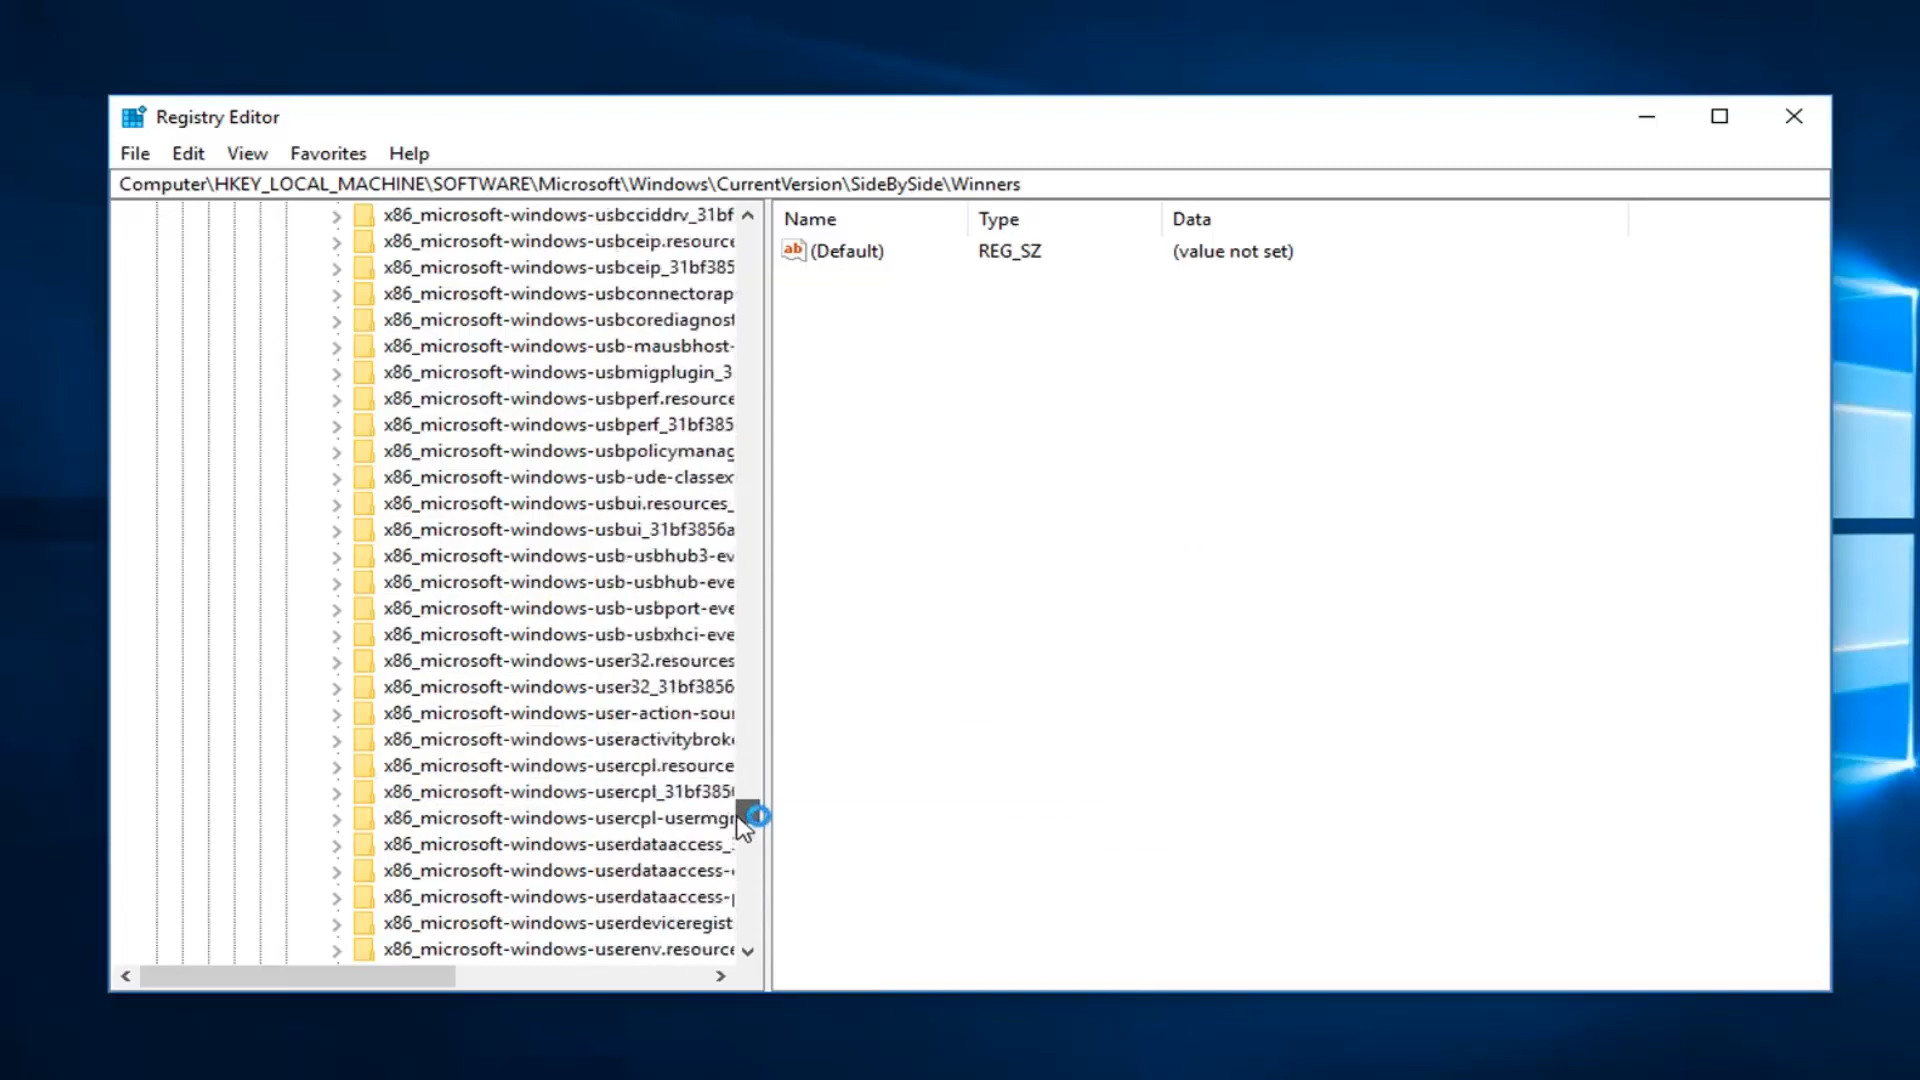 Registry Editor
File Edit View Favorites Help
Computer\HKEY_LOCAL_MACHINE\SOFTWARE\Microsoft\Windows\CurrentVersion\SideBySide\Winners
Name Type Data
(Default) REG_SZ (value not set)
x86_microsoft-windows-usbcciddrv_31bf
x86_microsoft-windows-usbceip.resource
x86_microsoft-windows-usbceip_31bf385
x86_microsoft-windows-usbconnectorap
x86_microsoft-windows-usbcorediagnost
x86_microsoft-windows-usb-mausbhost-
x86_microsoft-windows-usbmigplugin_3
x86_microsoft-windows-usbperf.resource
x86_microsoft-windows-usbperf_31bf385
x86_microsoft-windows-usbpolicymanag
x86_microsoft-windows-usb-ude-classex
x86_microsoft-windows-usbui.resources_
x86_microsoft-windows-usbui_31bf3856a
x86_microsoft-windows-usb-usbhub3-ev
x86_microsoft-windows-usb-usbhub-eve
x86_microsoft-windows-usb-usbport-eve
x86_microsoft-windows-usb-usbxhci-eve
x86_microsoft-windows-user32.resources
x86_microsoft-windows-user32_31bf3856
x86_microsoft-windows-user-action-sour
x86_microsoft-windows-useractivitybroke
x86_microsoft-windows-usercpl.resource
x86_microsoft-windows-usercpl_31bf385
x86_microsoft-windows-usercpl-usermgr
x86_microsoft-windows-userdataaccess_
x86_microsoft-windows-userdataaccess-
x86_microsoft-windows-userdataaccess-p
x86_microsoft-windows-userdeviceregist
x86_microsoft-windows-userenv.resource